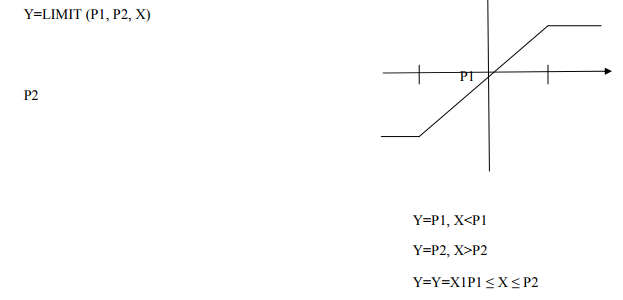 Y=LIMIT (P1, P2, X)
P1
P2
Y=P1, X<P1
Y=P2, X>P2
Y=Y=X1P1 ≤ X ≤ P2